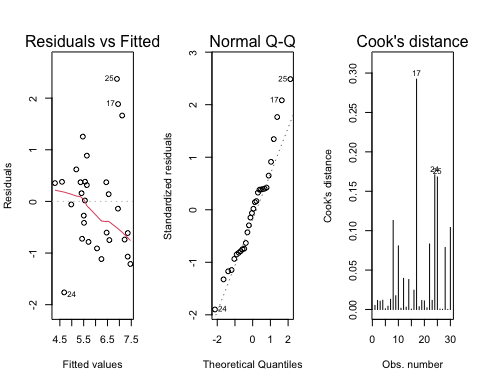 Residuals vs Fitted
Residuals
-2 -1 0 1 2
4.5 5.5 6.5 7.5
Fitted values
25
17
24
Normal Q-Q
Standardized residuals
-2 -1 0 1 2 3
-2 -1 0 1 2
Theoretical Quantiles
25
17
24
Cook's distance
Cook's distance
0.00 0.05 0.10 0.15 0.20 0.25 0.30
0 10 20 30
Obs. number
17
24
25